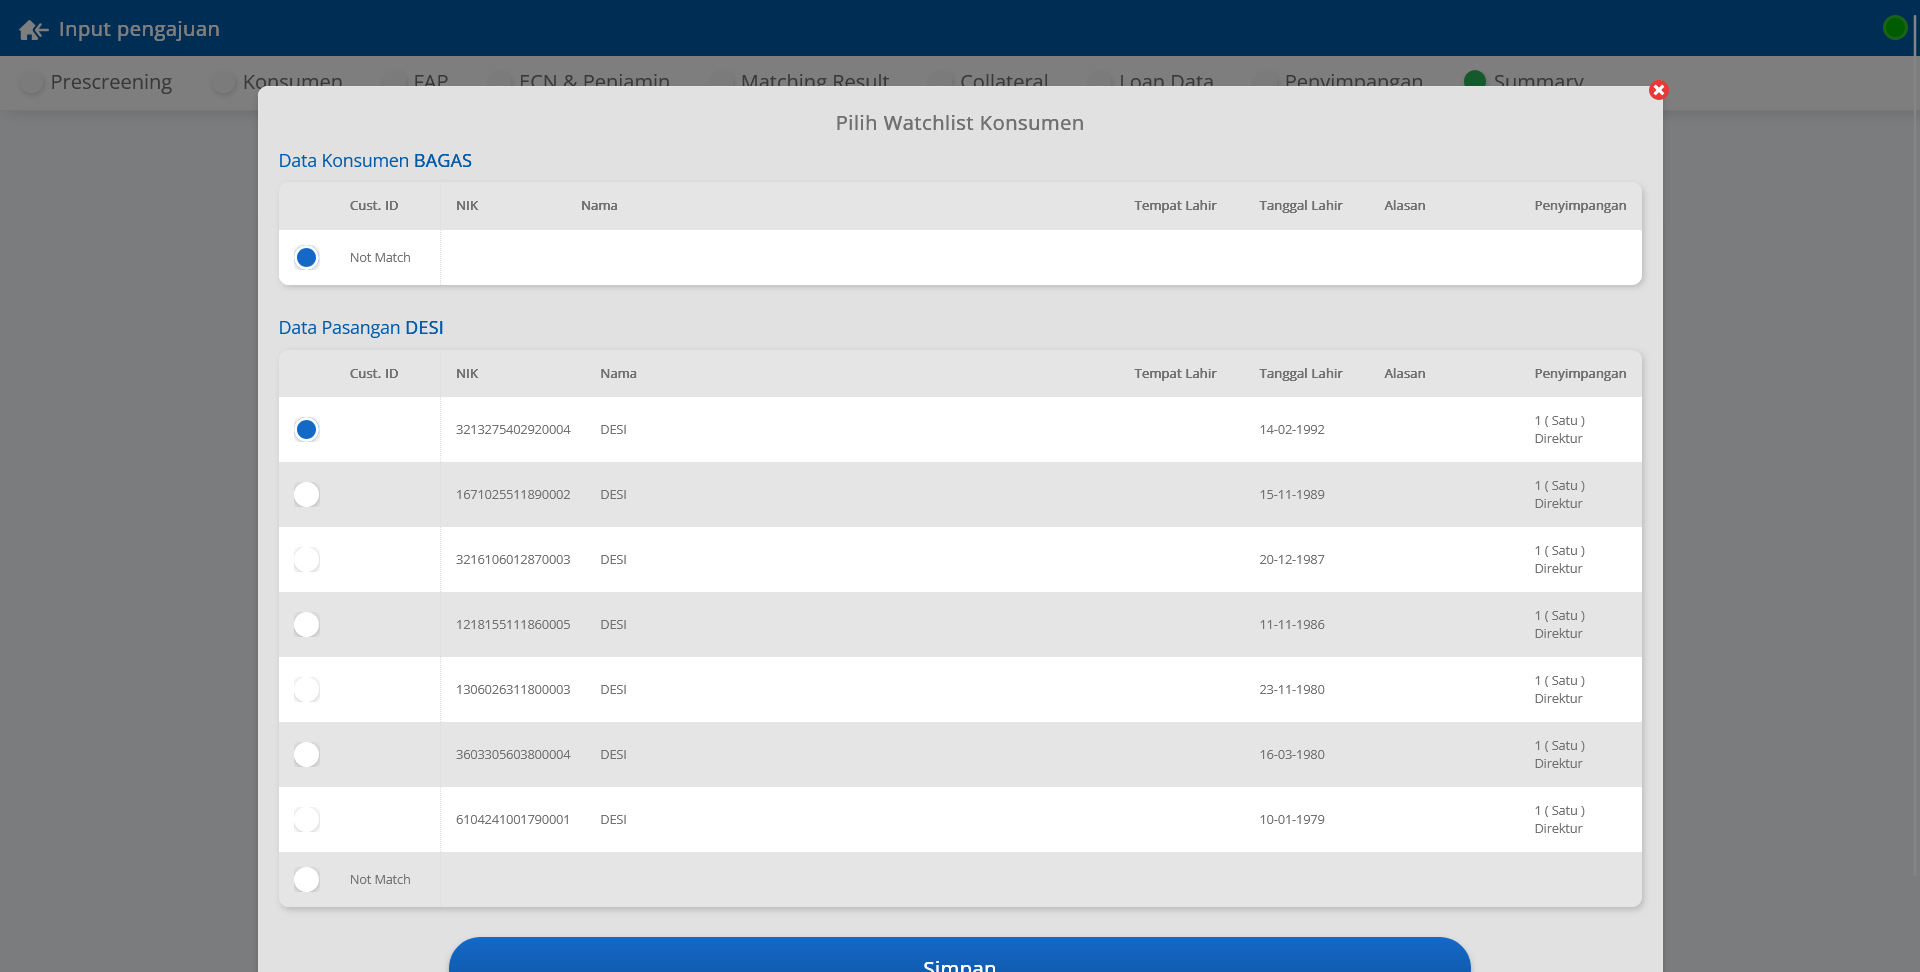 Input pengajuan
Prescreening Konsumen FAP ECN & Penjamin Matching Result Collateral Loan Data Penyimpangan Summary
Pilih Watchlist Konsumen
Data Konsumen BAGAS
Cust. ID NIK Nama Tempat Lahir Tanggal Lahir Alasan Penyimpangan
Not Match
Data Pasangan DESI
Cust. ID NIK Nama Tempat Lahir Tanggal Lahir Alasan Penyimpangan
3213275402920004 DESI 14-02-1992 1 ( Satu )
Direktur
1671025511890002 DESI 15-11-1989 1 ( Satu )
Direktur
3216106012870003 DESI 20-12-1987 1 ( Satu )
Direktur
1218155111860005 DESI 11-11-1986 1 ( Satu )
Direktur
1306026311800003 DESI 23-11-1980 1 ( Satu )
Direktur
3603305603800004 DESI 16-03-1980 1 ( Satu )
Direktur
6104241001790001 DESI 10-01-1979 1 ( Satu )
Direktur
Not Match
Simpan